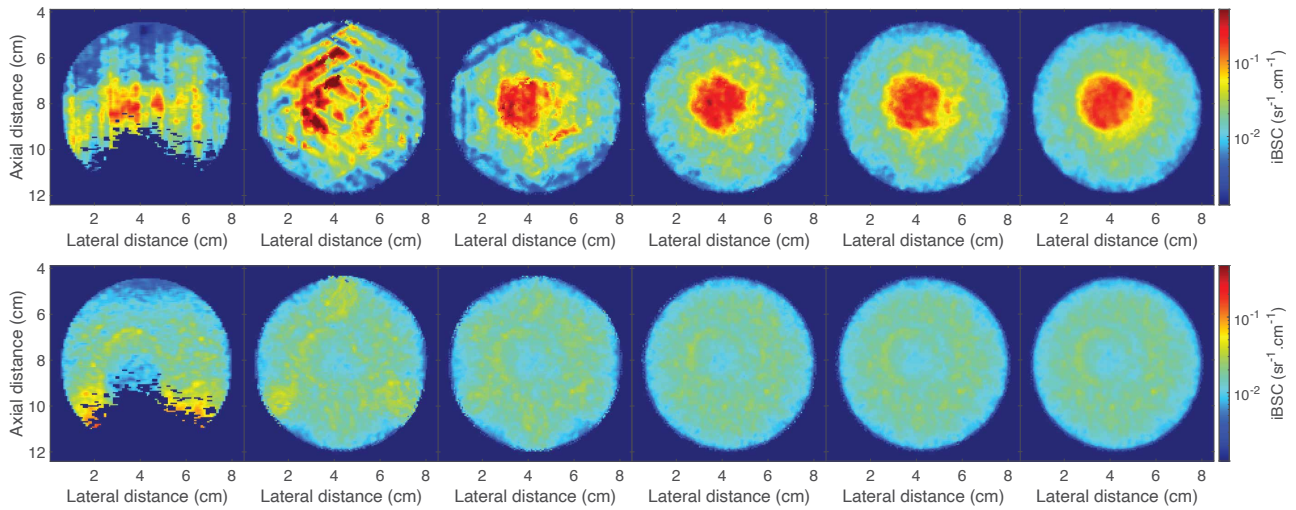 4
6
8
10
12
Axial distance (cm)
2 4 6 8 2 4 6 8 2 4 6 8 2 4 6 8 2 4 6 8 2 4 6 8
Lateral distance (cm) Lateral distance (cm) Lateral distance (cm) Lateral distance (cm) Lateral distance (cm) Lateral distance (cm)
10⁻¹
10⁻²
iBSC (sr⁻¹.cm⁻¹)
4
6
8
10
12
Axial distance (cm)
2 4 6 8 2 4 6 8 2 4 6 8 2 4 6 8 2 4 6 8 2 4 6 8
Lateral distance (cm) Lateral distance (cm) Lateral distance (cm) Lateral distance (cm) Lateral distance (cm) Lateral distance (cm)
10⁻¹
10⁻²
iBSC (sr⁻¹.cm⁻¹)